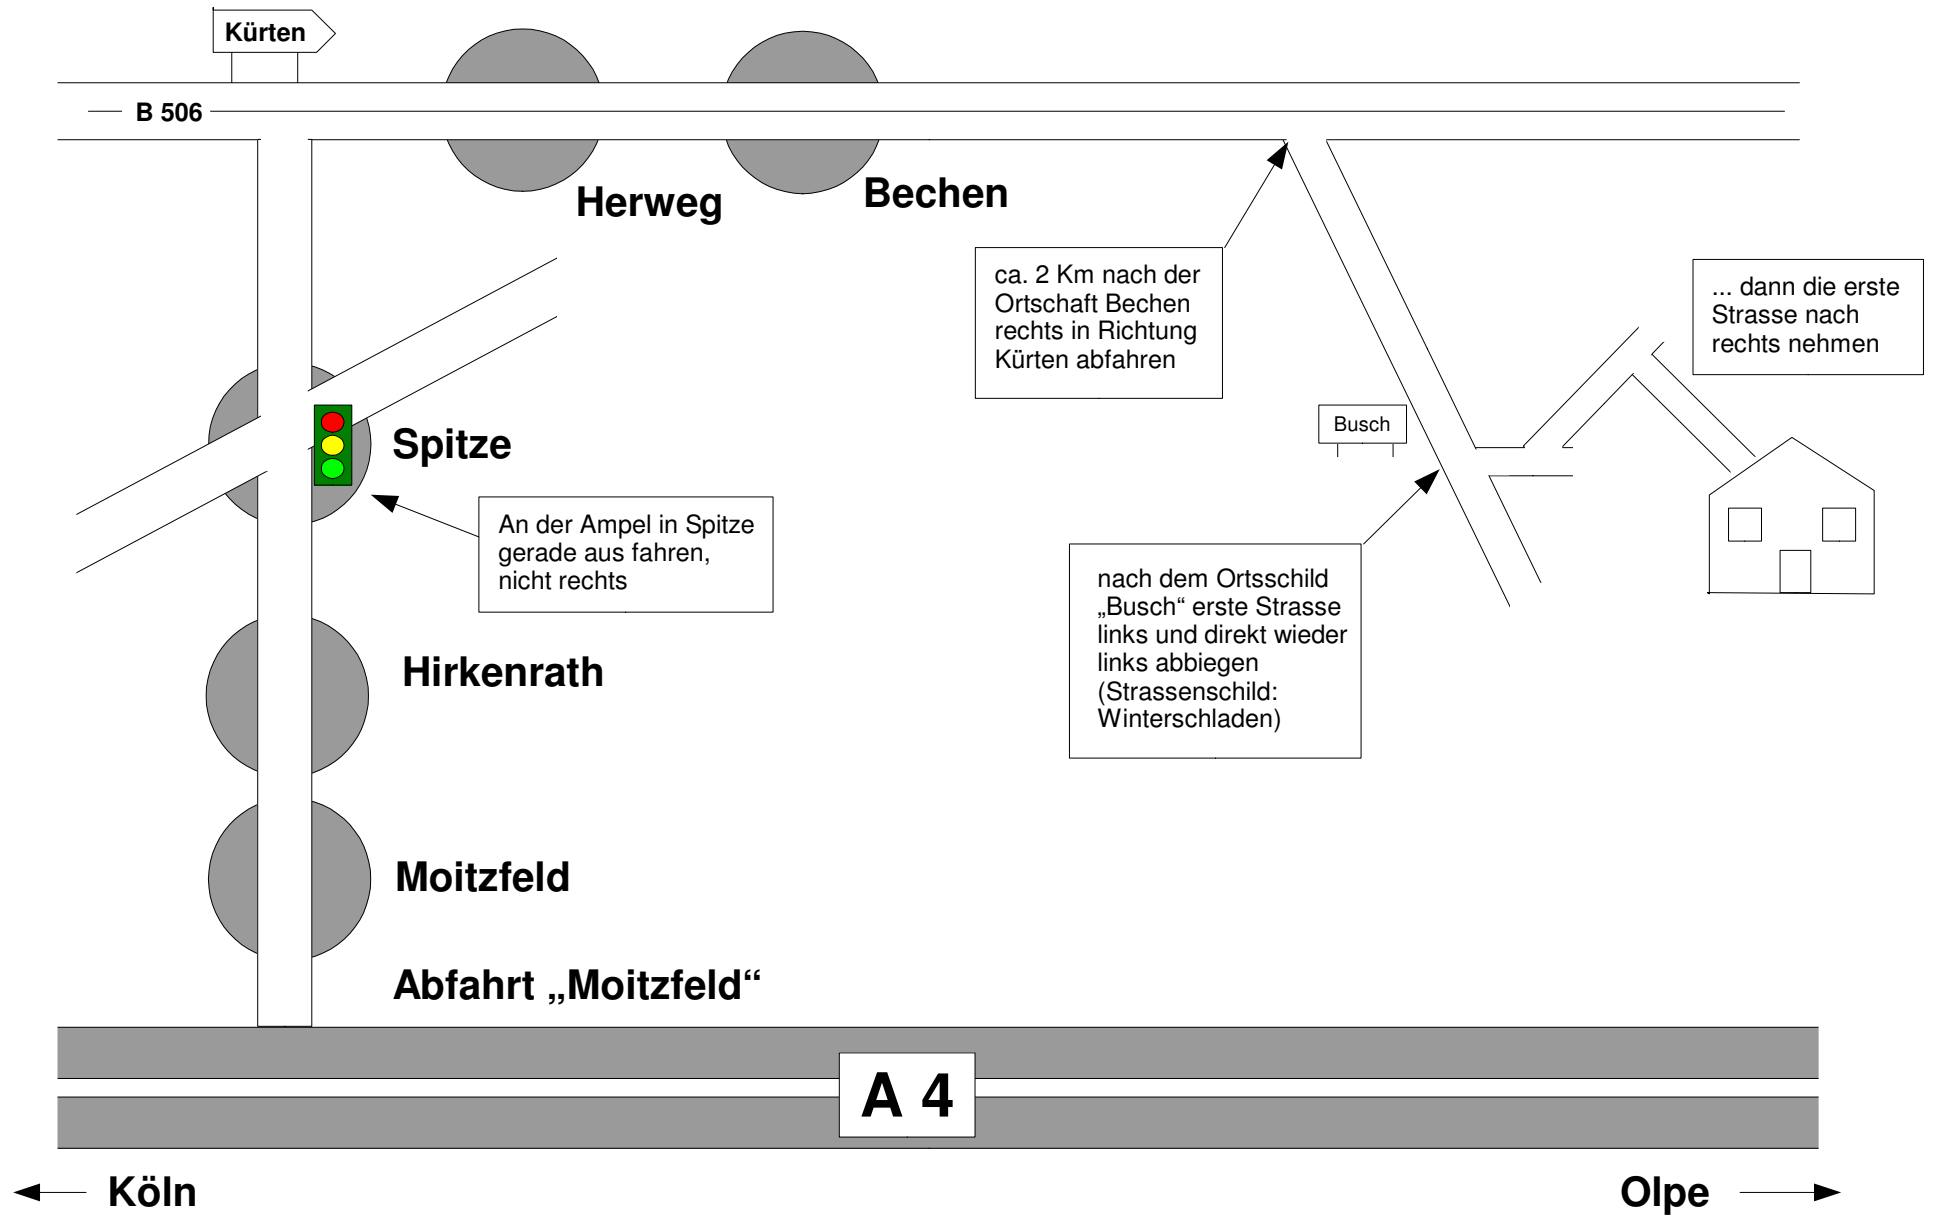 Kürten
B 506
Herweg
Bechen
ca. 2 Km nach der
Ortschaft Bechen
rechts in Richtung
Kürten abfahren
... dann die erste
Strasse nach
rechts nehmen
Busch
Spitze
An der Ampel in Spitze
gerade aus fahren,
nicht rechts
nach dem Ortsschild
„Busch“ erste Strasse
links und direkt wieder
links abbiegen
(Strassenschild:
Winterschladen)
Hirkenrath
Moitzfeld
Abfahrt „Moitzfeld“
A 4
Köln
Olpe